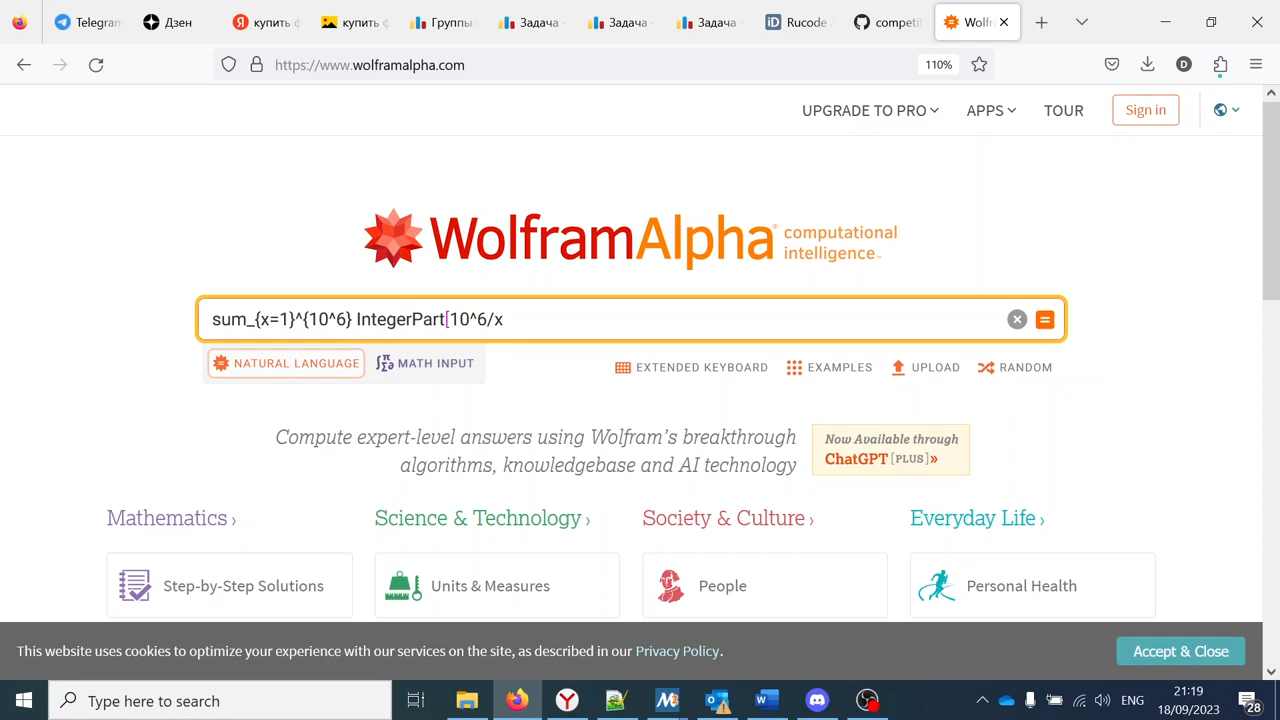 Telegram
Дзен
купить ф
купить ф
Группы
Задача -
Задача -
Задача -
Rucode 2
competit
Wolfr
https://www.wolframalpha.com
110%
UPGRADE TO PRO
APPS
TOUR
Sign in
WolframAlpha computational intelligence™
sum_{x=1}^{10^6} IntegerPart[10^6/x
NATURAL LANGUAGE
MATH INPUT
EXTENDED KEYBOARD
EXAMPLES
UPLOAD
RANDOM
Compute expert-level answers using Wolfram's breakthrough
algorithms, knowledgebase and AI technology
Now Available through
ChatGPT [PLUS]»
Mathematics ›
Science & Technology ›
Society & Culture ›
Everyday Life ›
Step-by-Step Solutions
Units & Measures
People
Personal Health
This website uses cookies to optimize your experience with our services on the site, as described in our Privacy Policy.
Accept & Close
Type here to search
ENG
21:19
18/09/2023
28